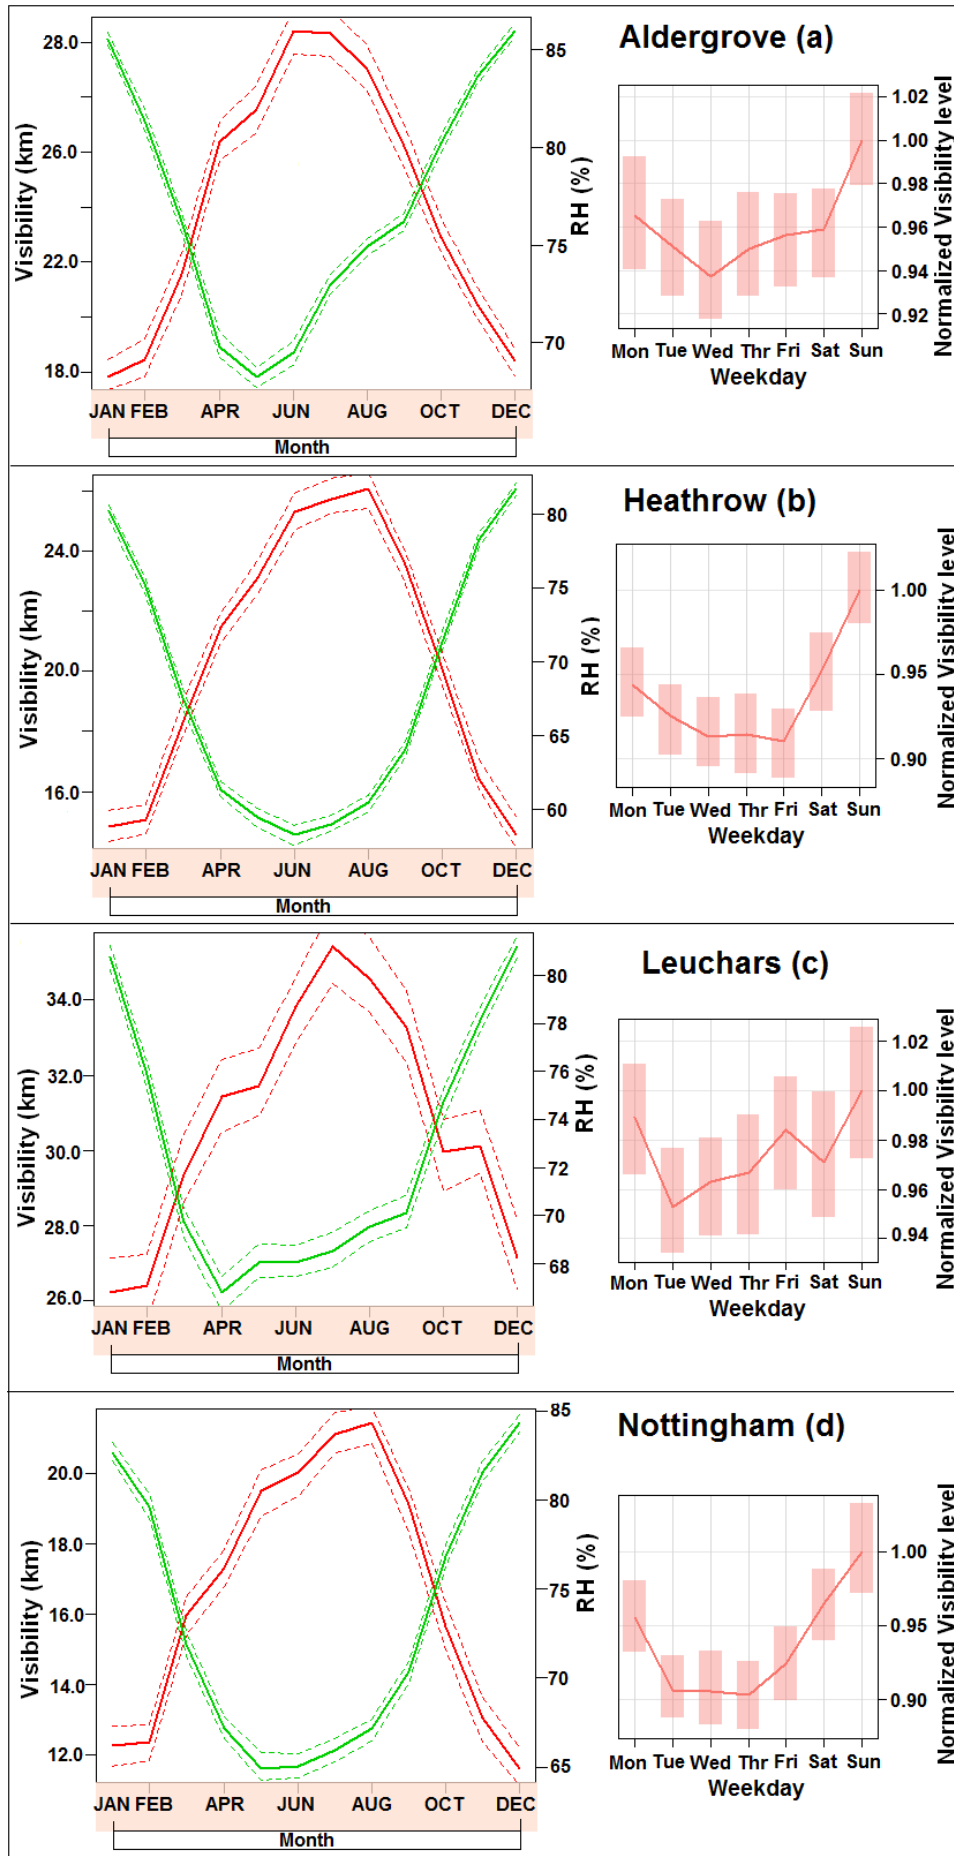 Aldergrove (a)
Visibility (km)
28.0
26.0
22.0
18.0
85
80
75
70
RH (%)
JAN FEB APR JUN AUG OCT DEC
Month
1.02
1.00
0.98
0.96
0.94
0.92
Normalized Visibility level
Mon Tue Wed Thr Fri Sat Sun
Weekday
Heathrow (b)
Visibility (km)
24.0
20.0
16.0
80
75
70
65
60
RH (%)
JAN FEB APR JUN AUG OCT DEC
Month
1.00
0.95
0.90
Normalized Visibility level
Mon Tue Wed Thr Fri Sat Sun
Weekday
Leuchars (c)
Visibility (km)
34.0
32.0
30.0
28.0
26.0
80
78
76
74
72
70
68
RH (%)
JAN FEB APR JUN AUG OCT DEC
Month
1.02
1.00
0.98
0.96
0.94
Normalized Visibility level
Mon Tue Wed Thr Fri Sat Sun
Weekday
Nottingham (d)
Visibility (km)
20.0
18.0
16.0
14.0
12.0
85
80
75
70
65
RH (%)
JAN FEB APR JUN AUG OCT DEC
Month
1.00
0.95
0.90
Normalized Visibility level
Mon Tue Wed Thr Fri Sat Sun
Weekday